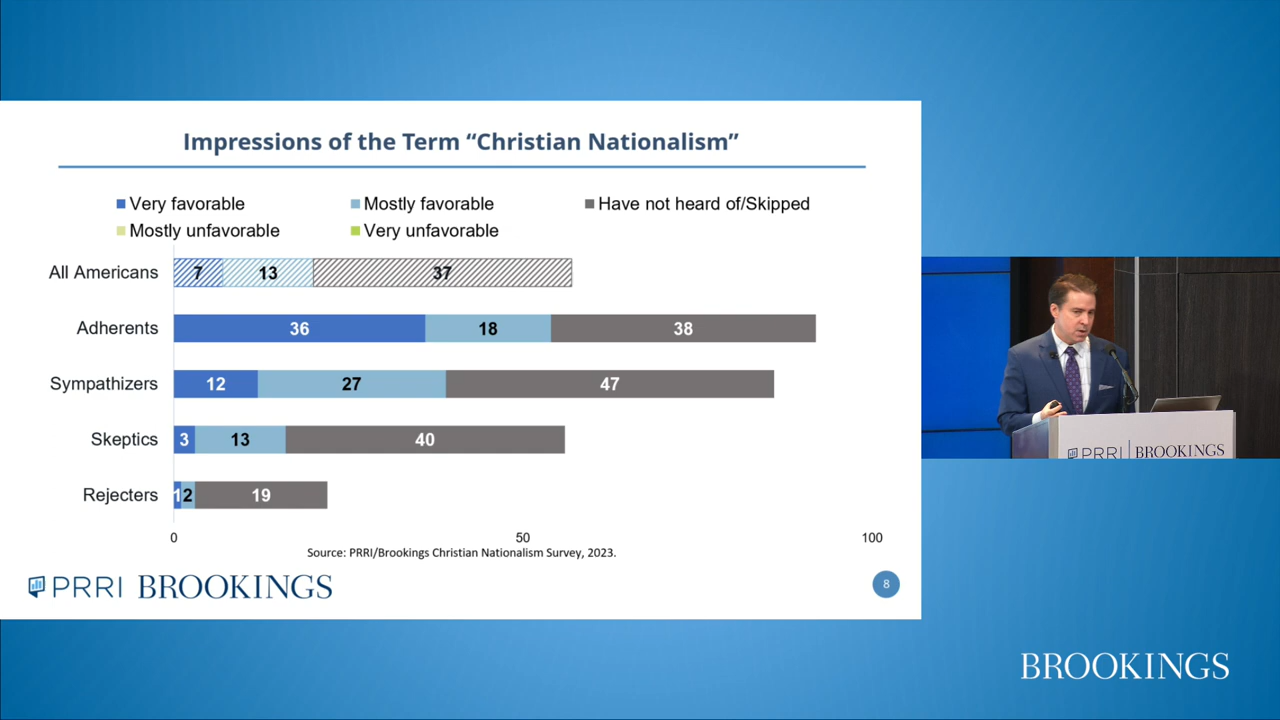 Impressions of the Term “Christian Nationalism”
Very favorable
Mostly favorable
Have not heard of/Skipped
Mostly unfavorable
Very unfavorable
All Americans 7 13 37
Adherents 36 18 38
Sympathizers 12 27 47
Skeptics 3 13 40
Rejecters 1 2 19
0 50 100
Source: PRRI/Brookings Christian Nationalism Survey, 2023.
PRRI BROOKINGS
8
PRRI BROOKINGS
BROOKINGS